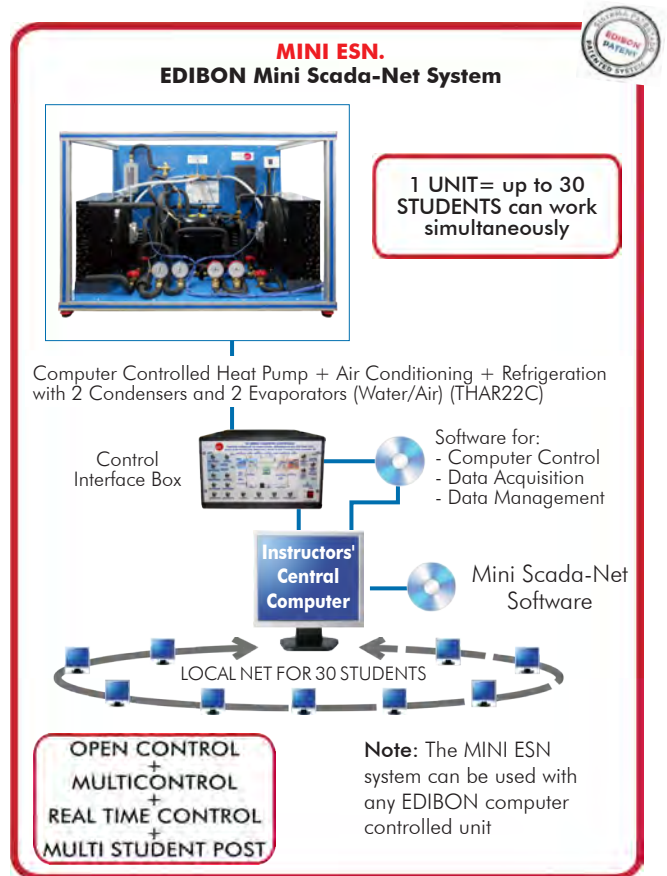 MINI ESN.
EDIBON Mini Scada-Net System
EDIBON
PATENT
PATENTED SYSTEM
1 UNIT= up to 30
STUDENTS can work
simultaneously
Computer Controlled Heat Pump + Air Conditioning + Refrigeration
with 2 Condensers and 2 Evaporators (Water/Air) (THAR22C)
Control
Interface Box
Software for:
- Computer Control
- Data Acquisition
- Data Management
Instructors'
Central
Computer
Mini Scada-Net
Software
LOCAL NET FOR 30 STUDENTS
OPEN CONTROL
+
MULTICONTROL
+
REAL TIME CONTROL
+
MULTI STUDENT POST
Note: The MINI ESN
system can be used with
any EDIBON computer
controlled unit